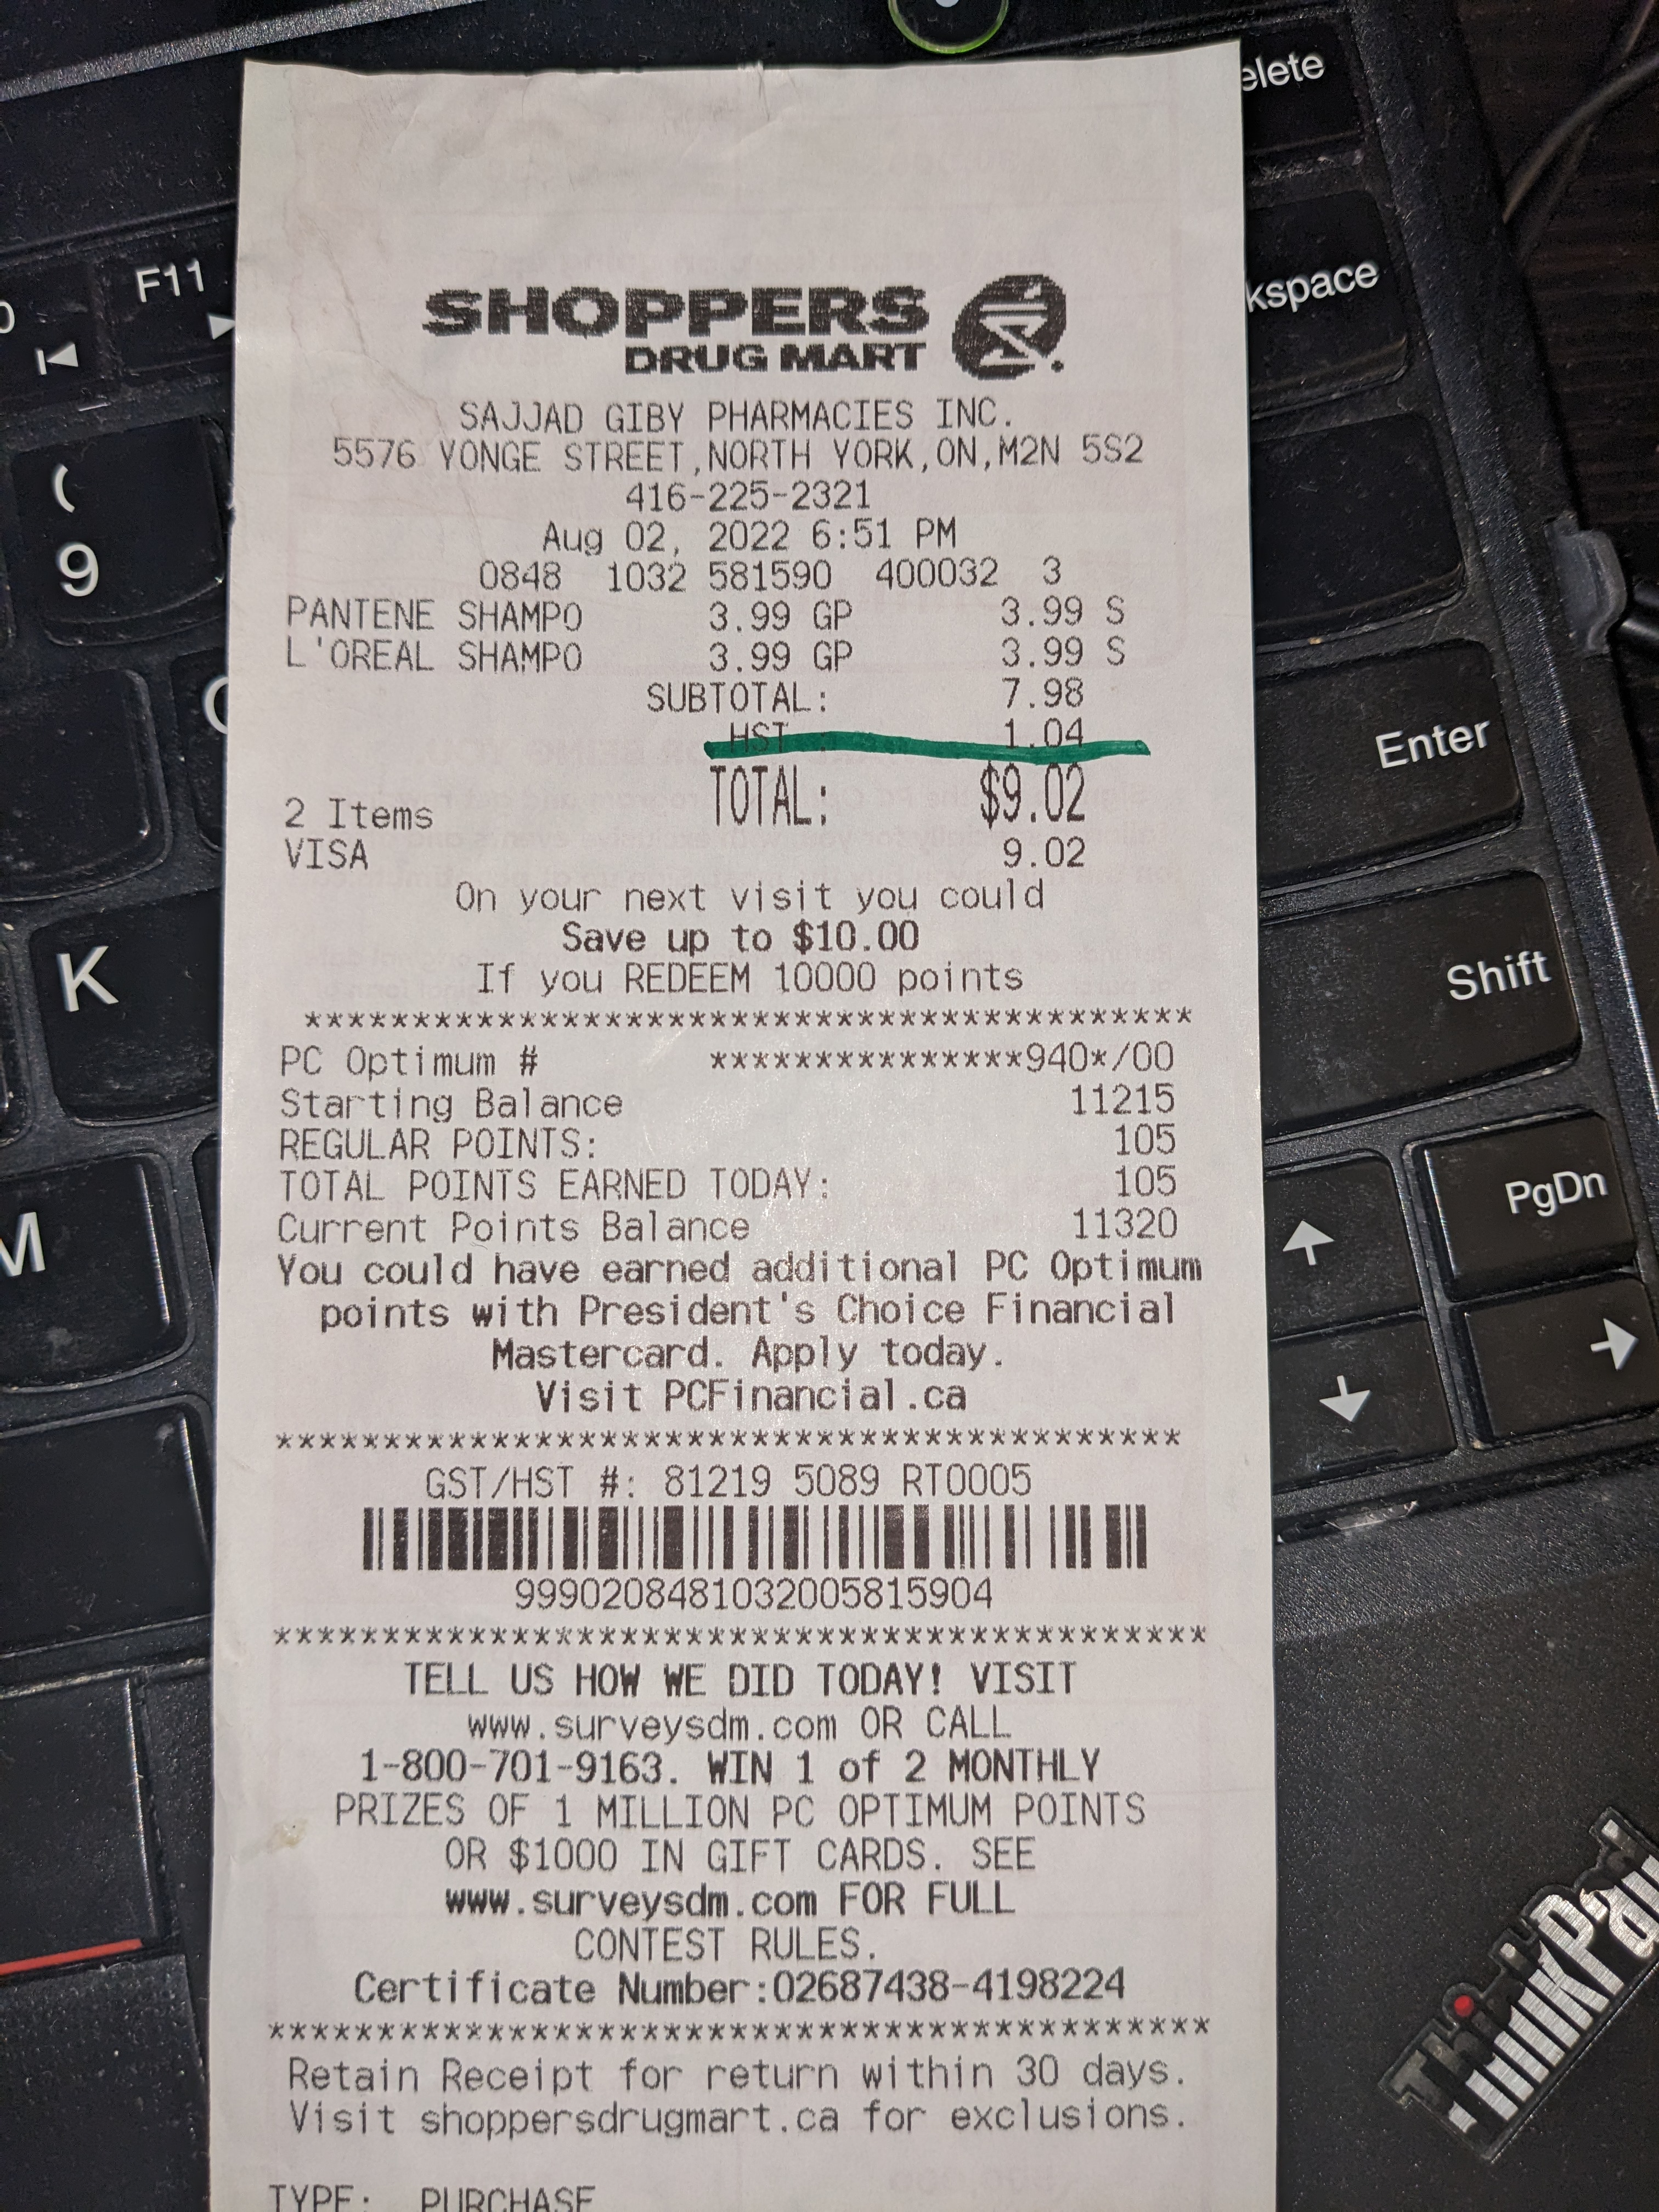 elete
F11
kspace
(
9
Enter
K
Shift
M
PgDn
ThinkPad
SHOPPERS
DRUG MART
SAJJAD GIBY PHARMACIES INC.
5576 YONGE STREET,NORTH YORK,ON,M2N 5S2
416-225-2321
Aug 02, 2022 6:51 PM
0848 1032 581590 400032 3
PANTENE SHAMPO 3.99 GP 3.99 S
L'OREAL SHAMPO 3.99 GP 3.99 S
SUBTOTAL: 7.98
HST : 1.04
TOTAL: $9.02
2 Items
VISA 9.02
On your next visit you could
Save up to $10.00
If you REDEEM 10000 points
*****************************************
PC Optimum # ***************940*/00
Starting Balance 11215
REGULAR POINTS: 105
TOTAL POINTS EARNED TODAY: 105
Current Points Balance 11320
You could have earned additional PC Optimum
points with President's Choice Financial
Mastercard. Apply today.
Visit PCFinancial.ca
*****************************************
GST/HST #: 81219 5089 RT0005
9990208481032005815904
*****************************************
TELL US HOW WE DID TODAY! VISIT
www.surveysdm.com OR CALL
1-800-701-9163. WIN 1 of 2 MONTHLY
PRIZES OF 1 MILLION PC OPTIMUM POINTS
OR $1000 IN GIFT CARDS. SEE
www.surveysdm.com FOR FULL
CONTEST RULES.
Certificate Number:02687438-4198224
*****************************************
Retain Receipt for return within 30 days.
Visit shoppersdrugmart.ca for exclusions.
TYPE: PURCHASE